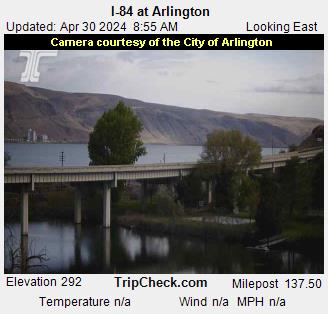 I-84 at Arlington
Updated: Apr 30 2024 8:55 AM Looking East
Camera courtesy of the City of Arlington
Elevation 292 TripCheck.com Milepost 137.50
Temperature n/a Wind n/a MPH n/a